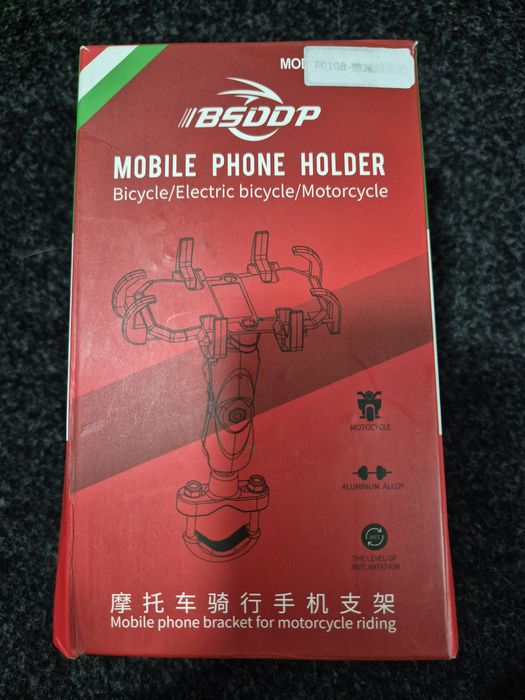 MOD
F0108-
BSDDP
MOBILE PHONE HOLDER
Bicycle/Electric bicycle/Motorcycle
MOTOCYCLE
ALUMINUM ALLOY
360°
THE LEVEL OF
360°C RATATION
摩托车骑行手机支架
Mobile phone bracket for motorcycle riding